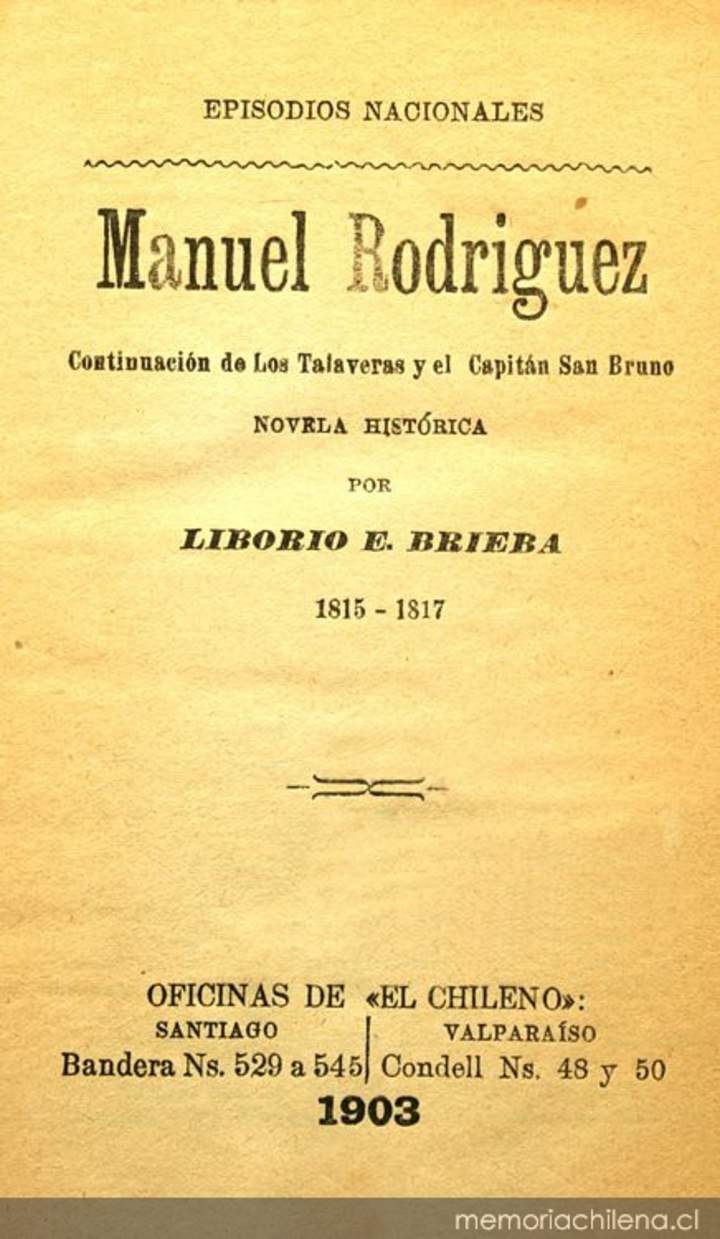 EPISODIOS NACIONALES
Manuel Rodriguez
Continuación de Los Talaveras y el Capitán San Bruno
NOVELA HISTÓRICA
POR
LIBORIO E. BRIEBA
1815 - 1817
OFICINAS DE «EL CHILENO»:
SANTIAGO
Bandera Ns. 529 a 545
VALPARAÍSO
Condell Ns. 48 y 50
1903
memoriachilena.cl